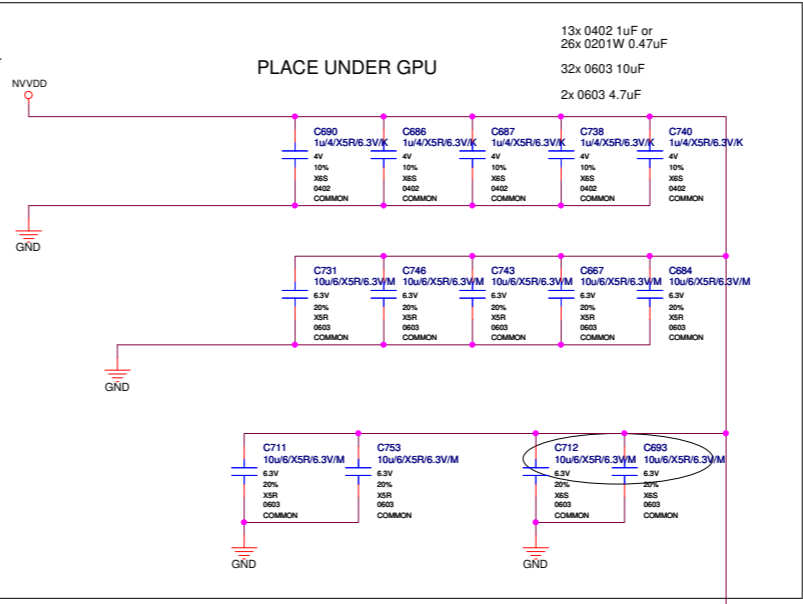 13x 0402 1uF or
26x 0201W 0.47uF
32x 0603 10uF
2x 0603 4.7uF
PLACE UNDER GPU
NVVDD
C690
1u/4/X5R/6.3V/K
4V
10%
X6S
0402
COMMON
C686
1u/4/X5R/6.3V/K
4V
10%
X6S
0402
COMMON
C687
1u/4/X5R/6.3V/K
4V
10%
X6S
0402
COMMON
C738
1u/4/X5R/6.3V/K
4V
10%
X6S
0402
COMMON
C740
1u/4/X5R/6.3V/K
4V
10%
X6S
0402
COMMON
GND
C731
10u/6/X5R/6.3V/M
6.3V
20%
X5R
0603
COMMON
C746
10u/6/X5R/6.3V/M
6.3V
20%
X5R
0603
COMMON
C743
10u/6/X5R/6.3V/M
6.3V
20%
X5R
0603
COMMON
C667
10u/6/X5R/6.3V/M
6.3V
20%
X5R
0603
COMMON
C684
10u/6/X5R/6.3V/M
6.3V
20%
X5R
0603
COMMON
GND
C711
10u/6/X5R/6.3V/M
6.3V
20%
X5R
0603
COMMON
C753
10u/6/X5R/6.3V/M
6.3V
20%
X5R
0603
COMMON
C712
10u/6/X5R/6.3V/M
6.3V
20%
X6S
0603
COMMON
C693
10u/6/X5R/6.3V/M
6.3V
20%
X6S
0603
COMMON
GND
GND